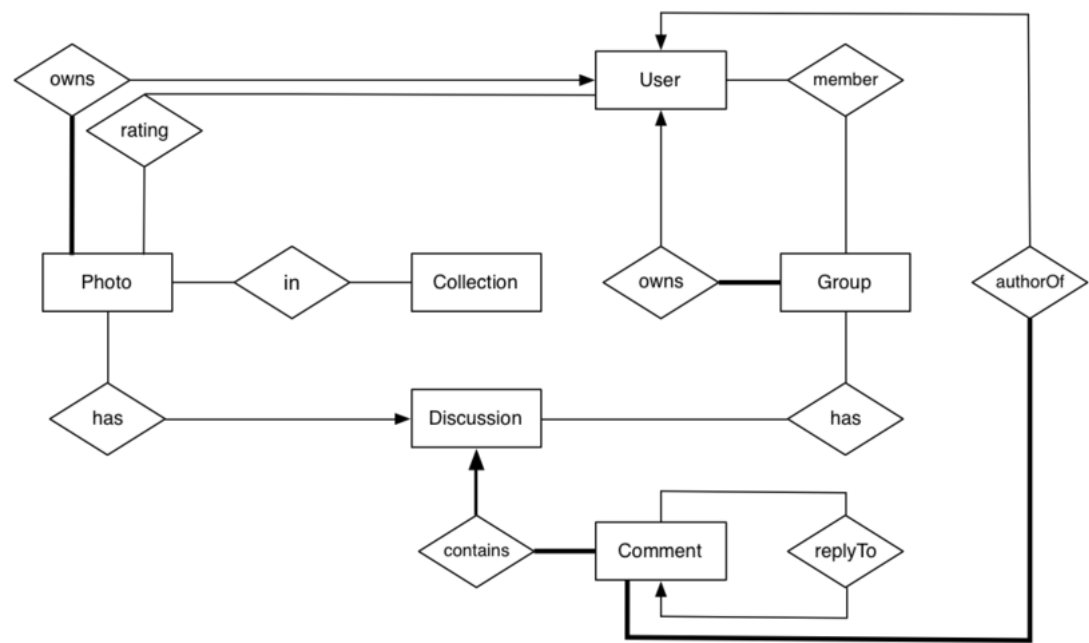 owns
User
member
rating
Photo
in
Collection
owns
Group
authorOf
has
Discussion
has
contains
Comment
replyTo